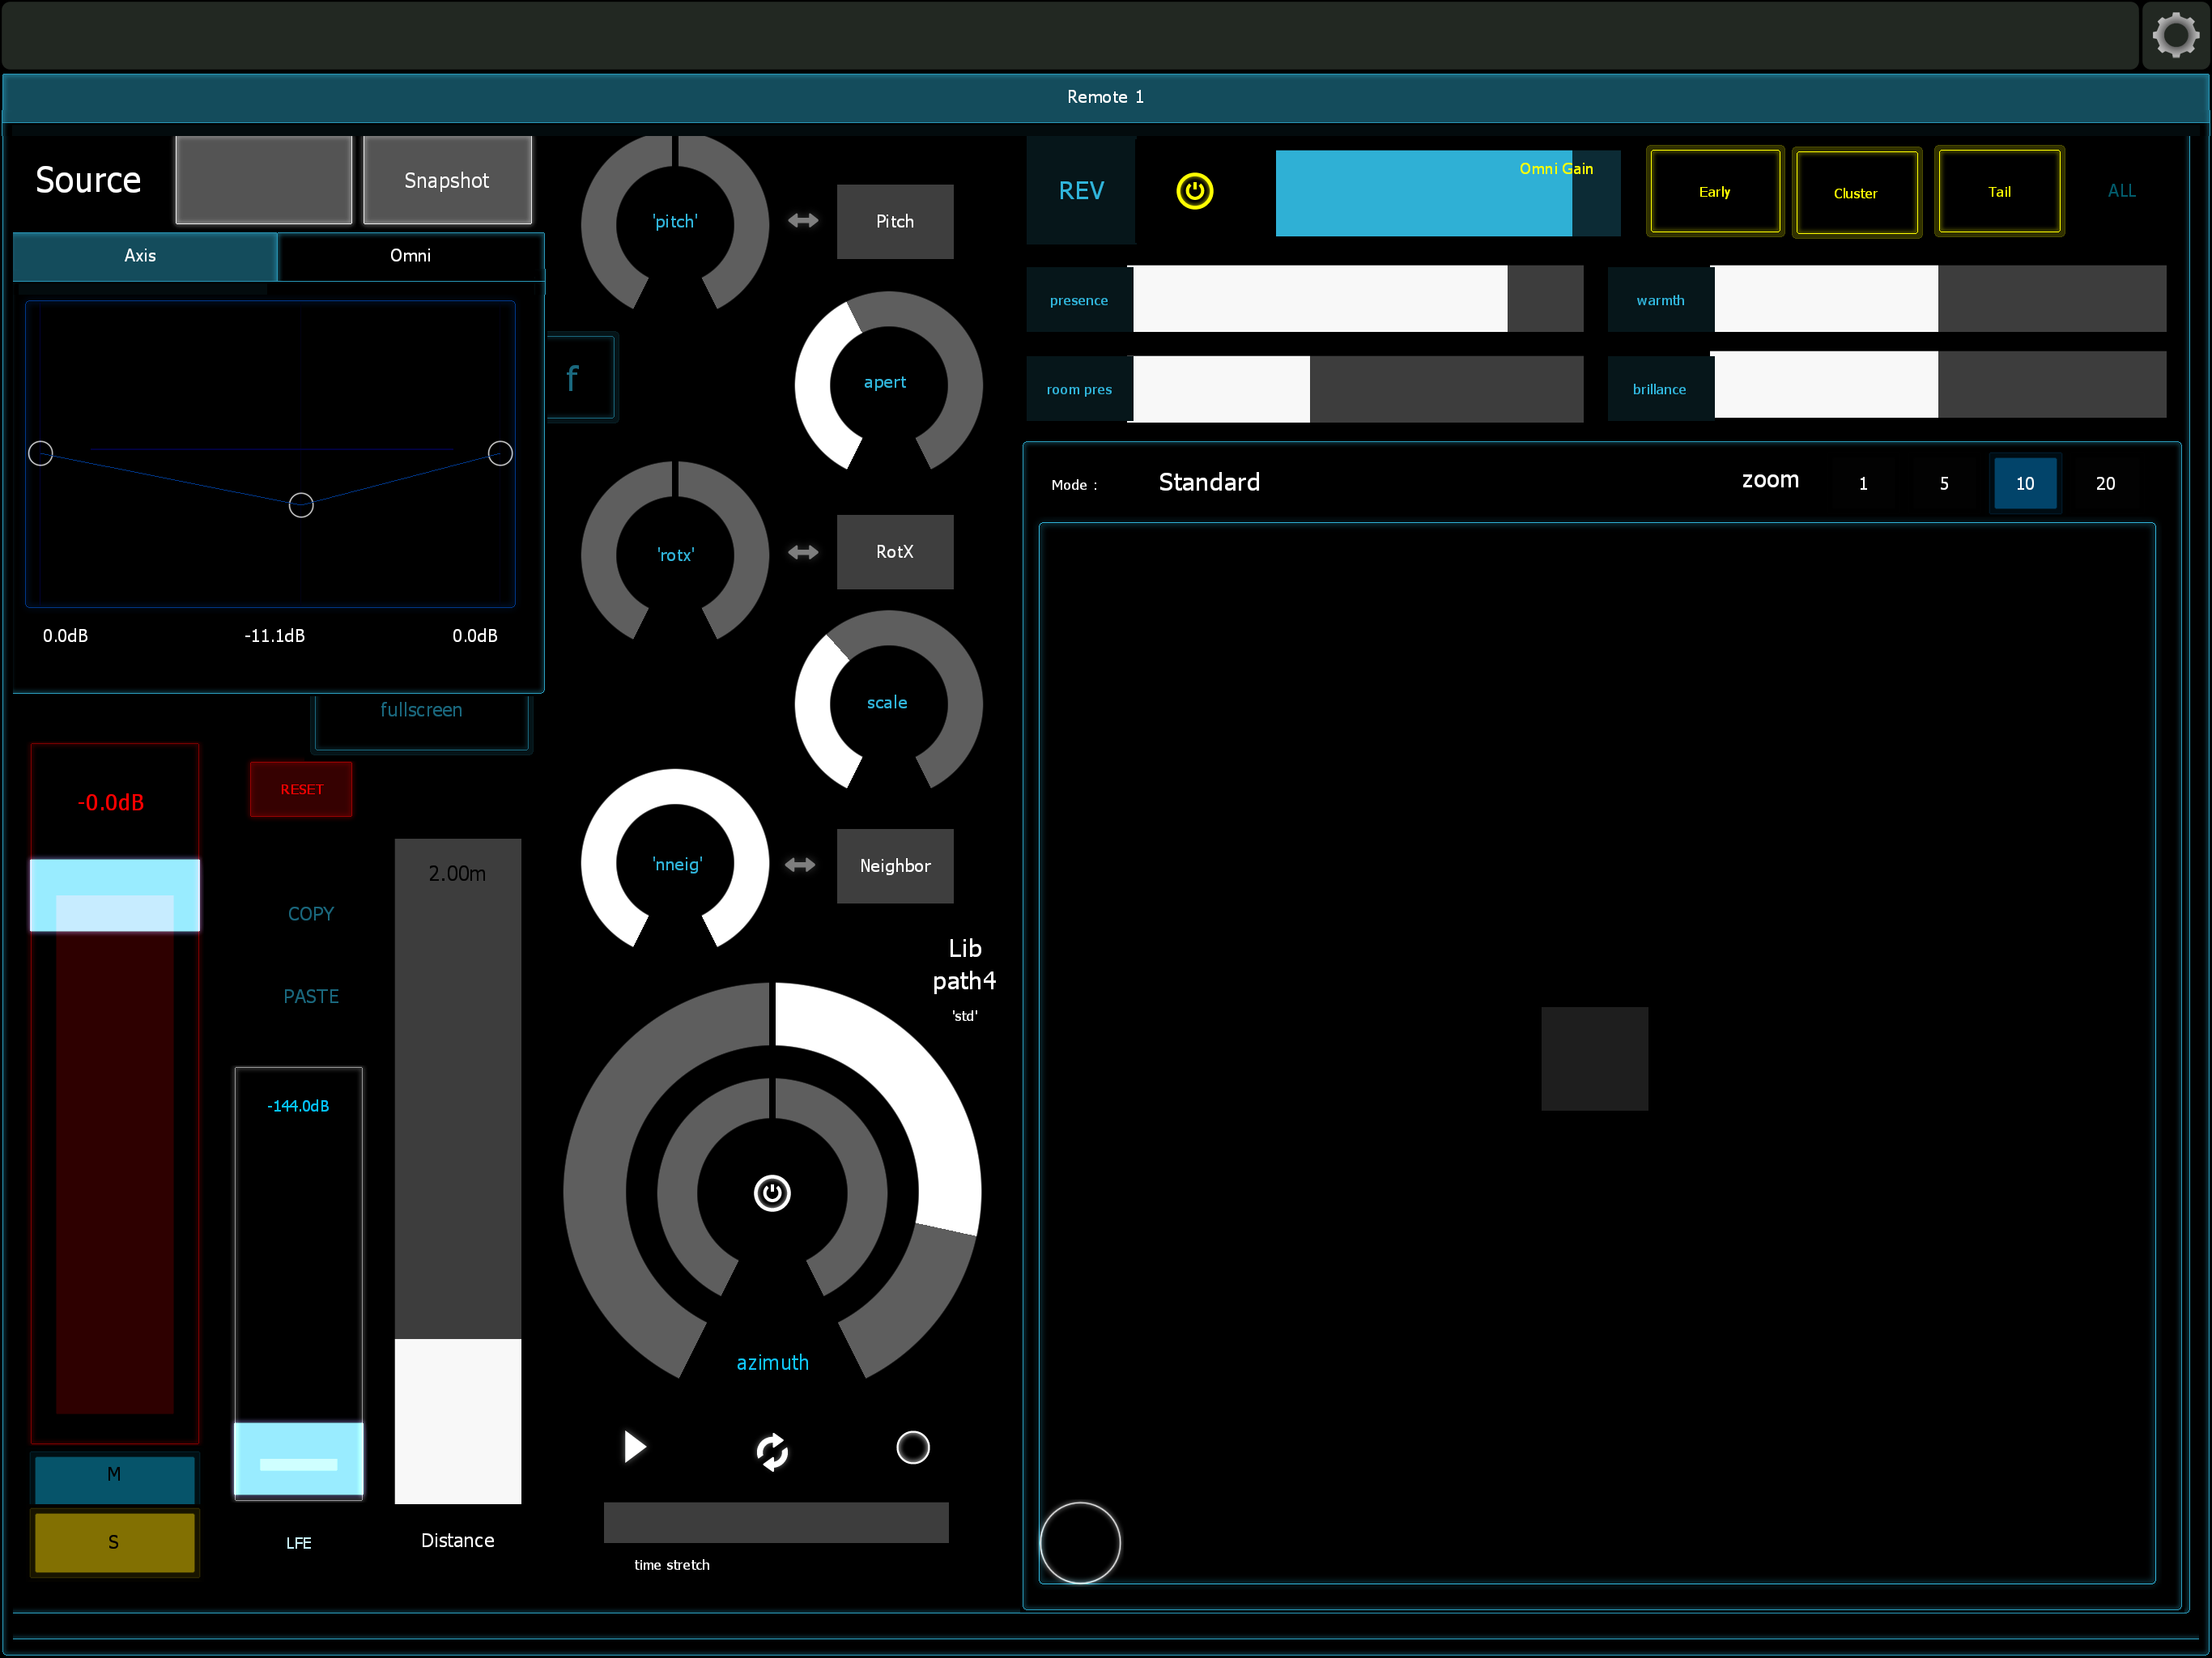 Remote 1
Source
Snapshot
Axis
Omni
0.0dB
-11.1dB
0.0dB
f
fullscreen
-0.0dB
RESET
COPY
PASTE
2.00m
-144.0dB
M
S
LFE
Distance
'pitch'
Pitch
apert
'rotx'
RotX
scale
'nneig'
Neighbor
Lib
path4
'std'
azimuth
time stretch
REV
Omni Gain
Early
Cluster
Tail
ALL
presence
warmth
room pres
brillance
Mode :
Standard
zoom
1
5
10
20